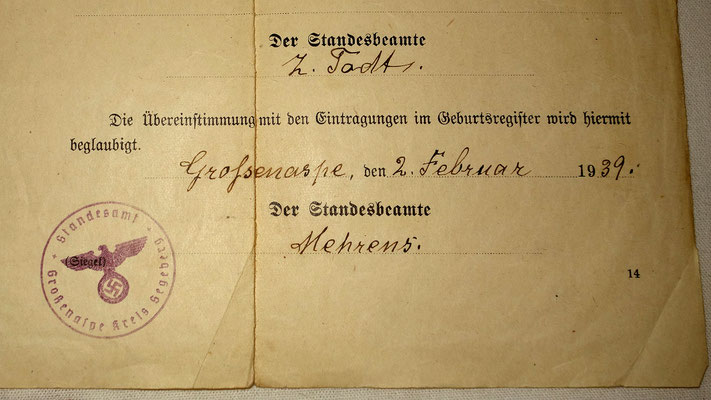 Der Standesbeamte
Z. Todt.
Die Übereinstimmung mit den Eintragungen im Geburtsregister wird hiermit
beglaubigt.
Grossenaspe, den 2. Februar 1939.
Der Standesbeamte
Mehrens.
(Siegel)
Standesamt
Großenaspe Kreis Segeberg
14